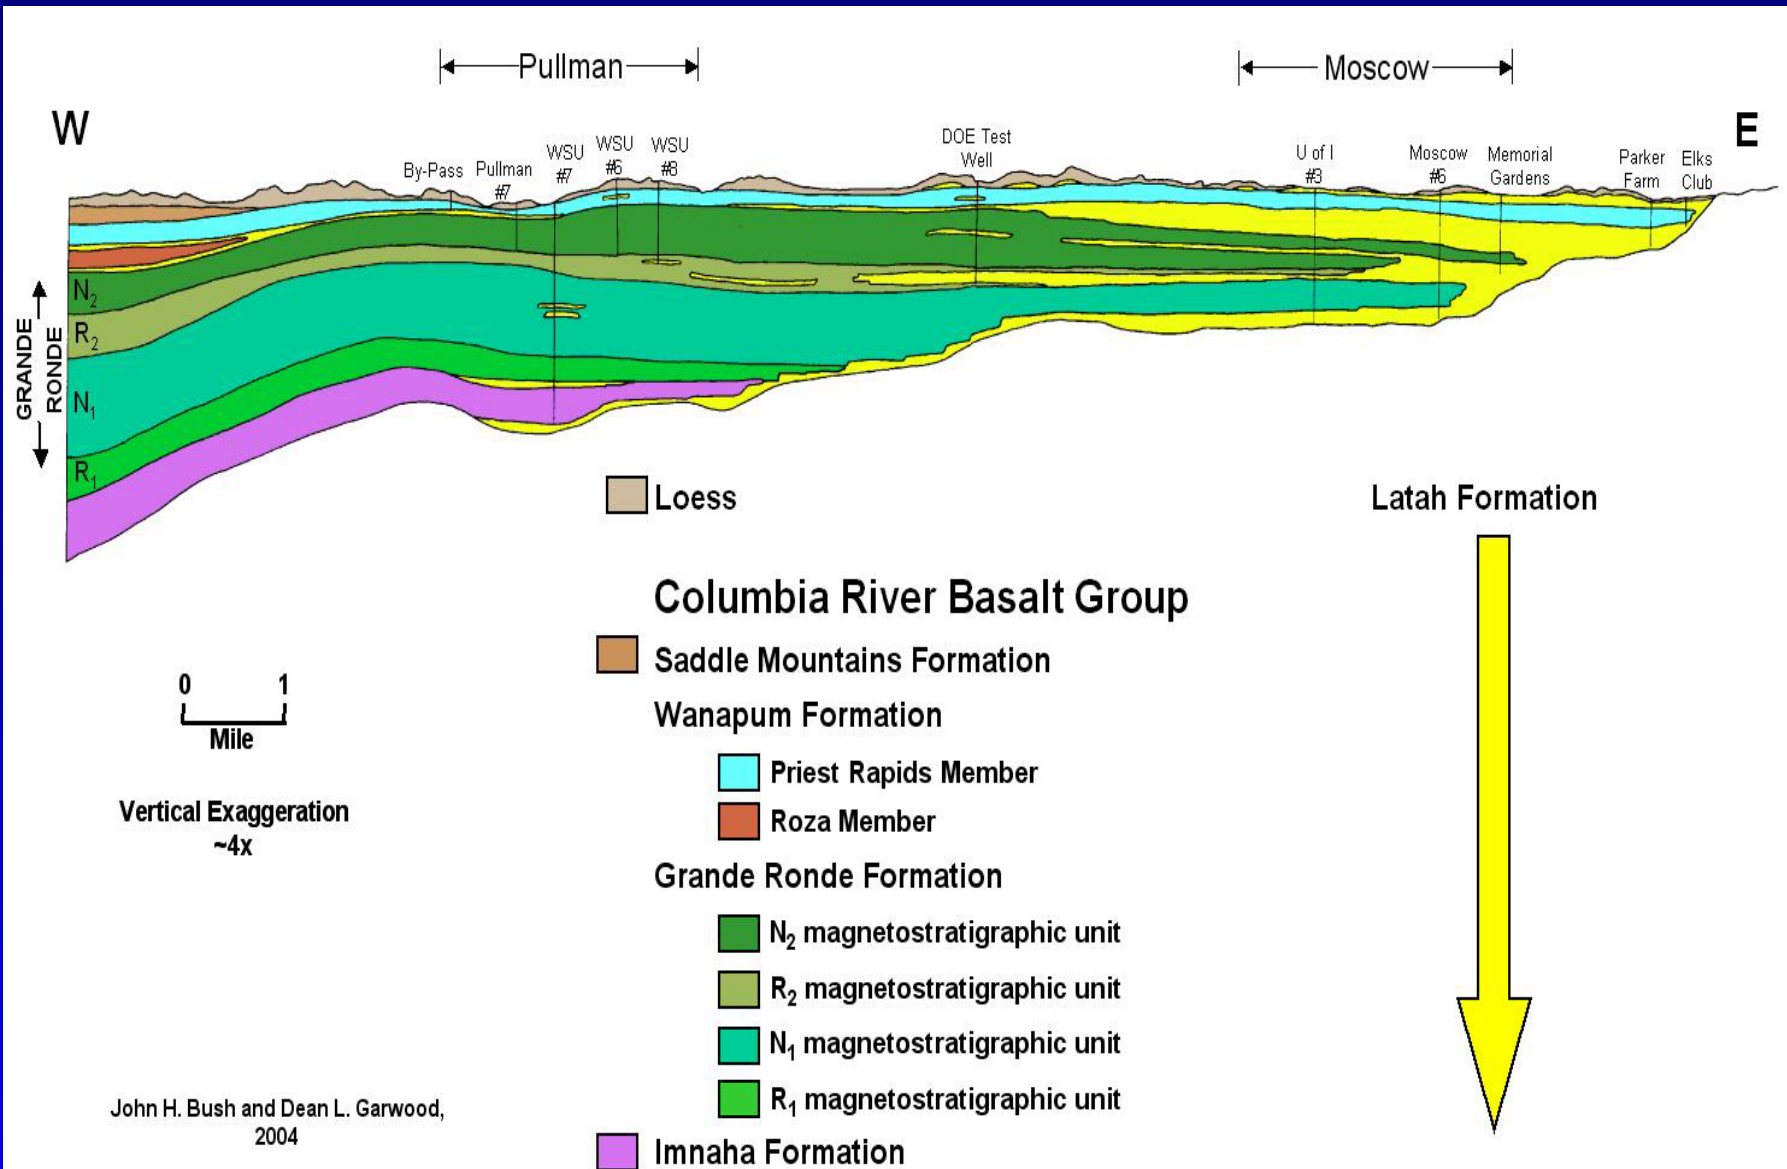 Pullman
Moscow
W
E
By-Pass
Pullman
#7
WSU
#7
WSU
#6
WSU
#8
DOE Test
Well
U of I
#3
Moscow
#6
Memorial
Gardens
Parker
Farm
Elks
Club
GRANDE
RONDE
N₂
R₂
N₁
R₁
Loess
Latah Formation
Columbia River Basalt Group
Saddle Mountains Formation
Wanapum Formation
Priest Rapids Member
Roza Member
Grande Ronde Formation
N₂ magnetostratigraphic unit
R₂ magnetostratigraphic unit
N₁ magnetostratigraphic unit
R₁ magnetostratigraphic unit
Imnaha Formation
0 1
Mile
Vertical Exaggeration
~4x
John H. Bush and Dean L. Garwood,
2004